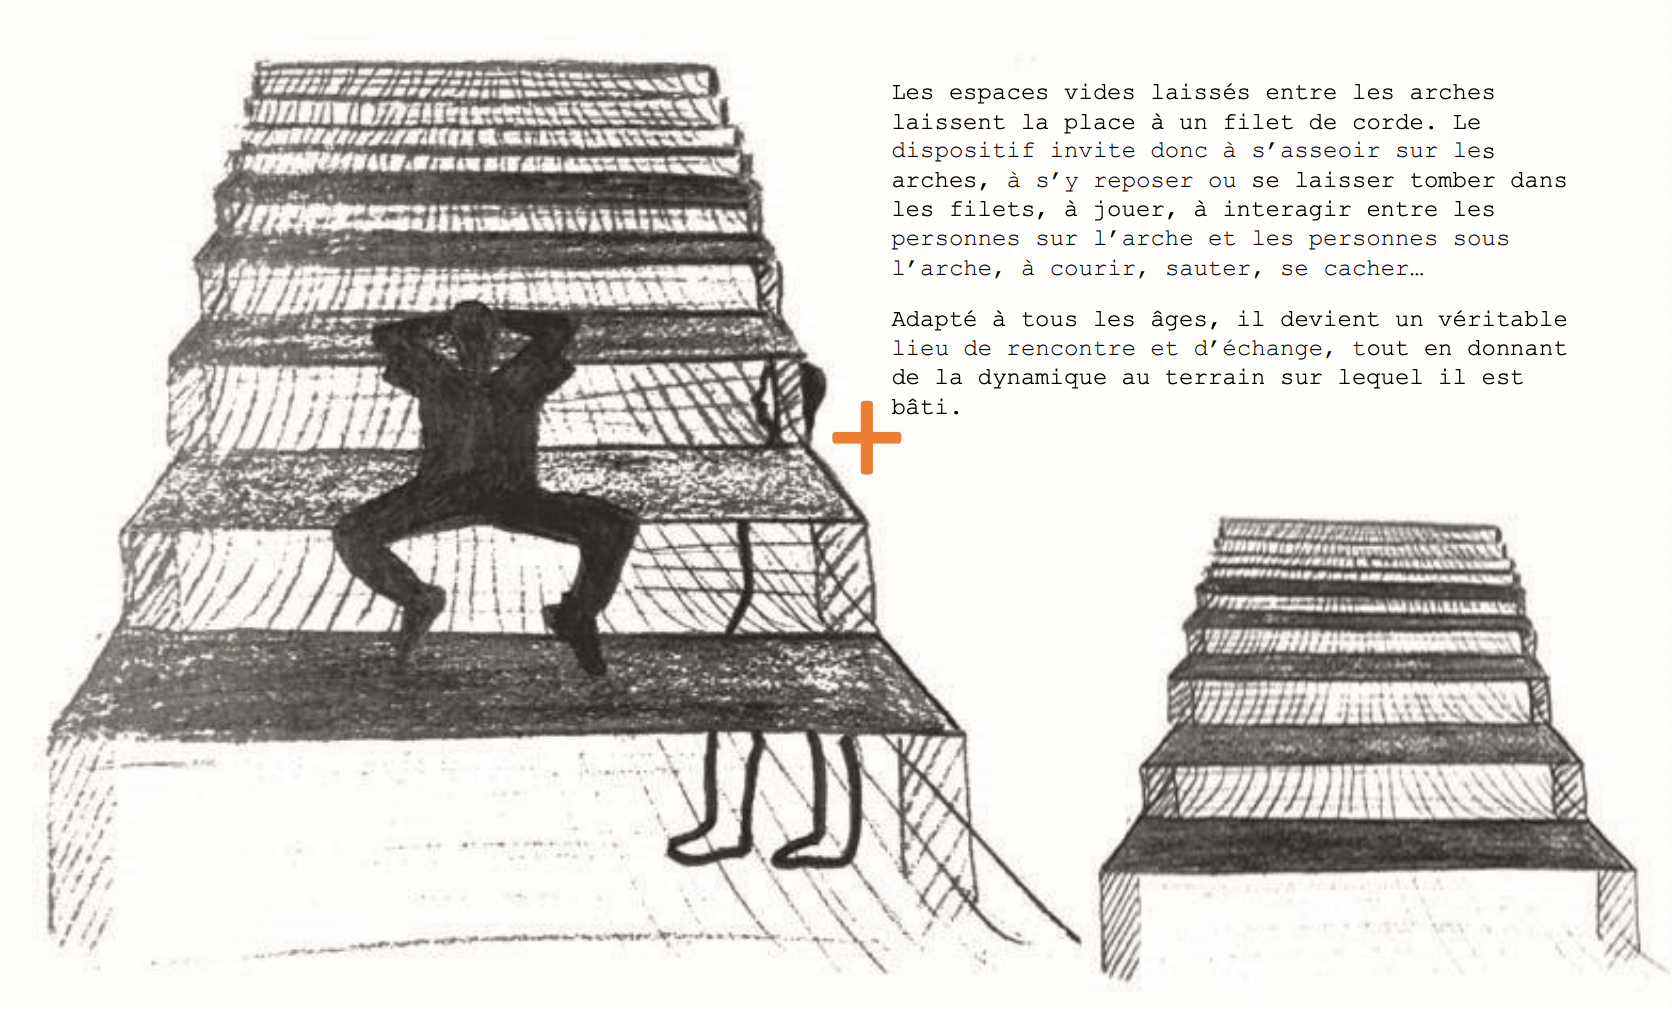 Les espaces vides laissés entre les arches
laissent la place à un filet de corde. Le
dispositif invite donc à s’asseoir sur les
arches, à s’y reposer ou se laisser tomber dans
les filets, à jouer, à interagir entre les
personnes sur l’arche et les personnes sous
l’arche, à courir, sauter, se cacher…
Adapté à tous les âges, il devient un véritable
lieu de rencontre et d’échange, tout en donnant
de la dynamique au terrain sur lequel il est
bâti.